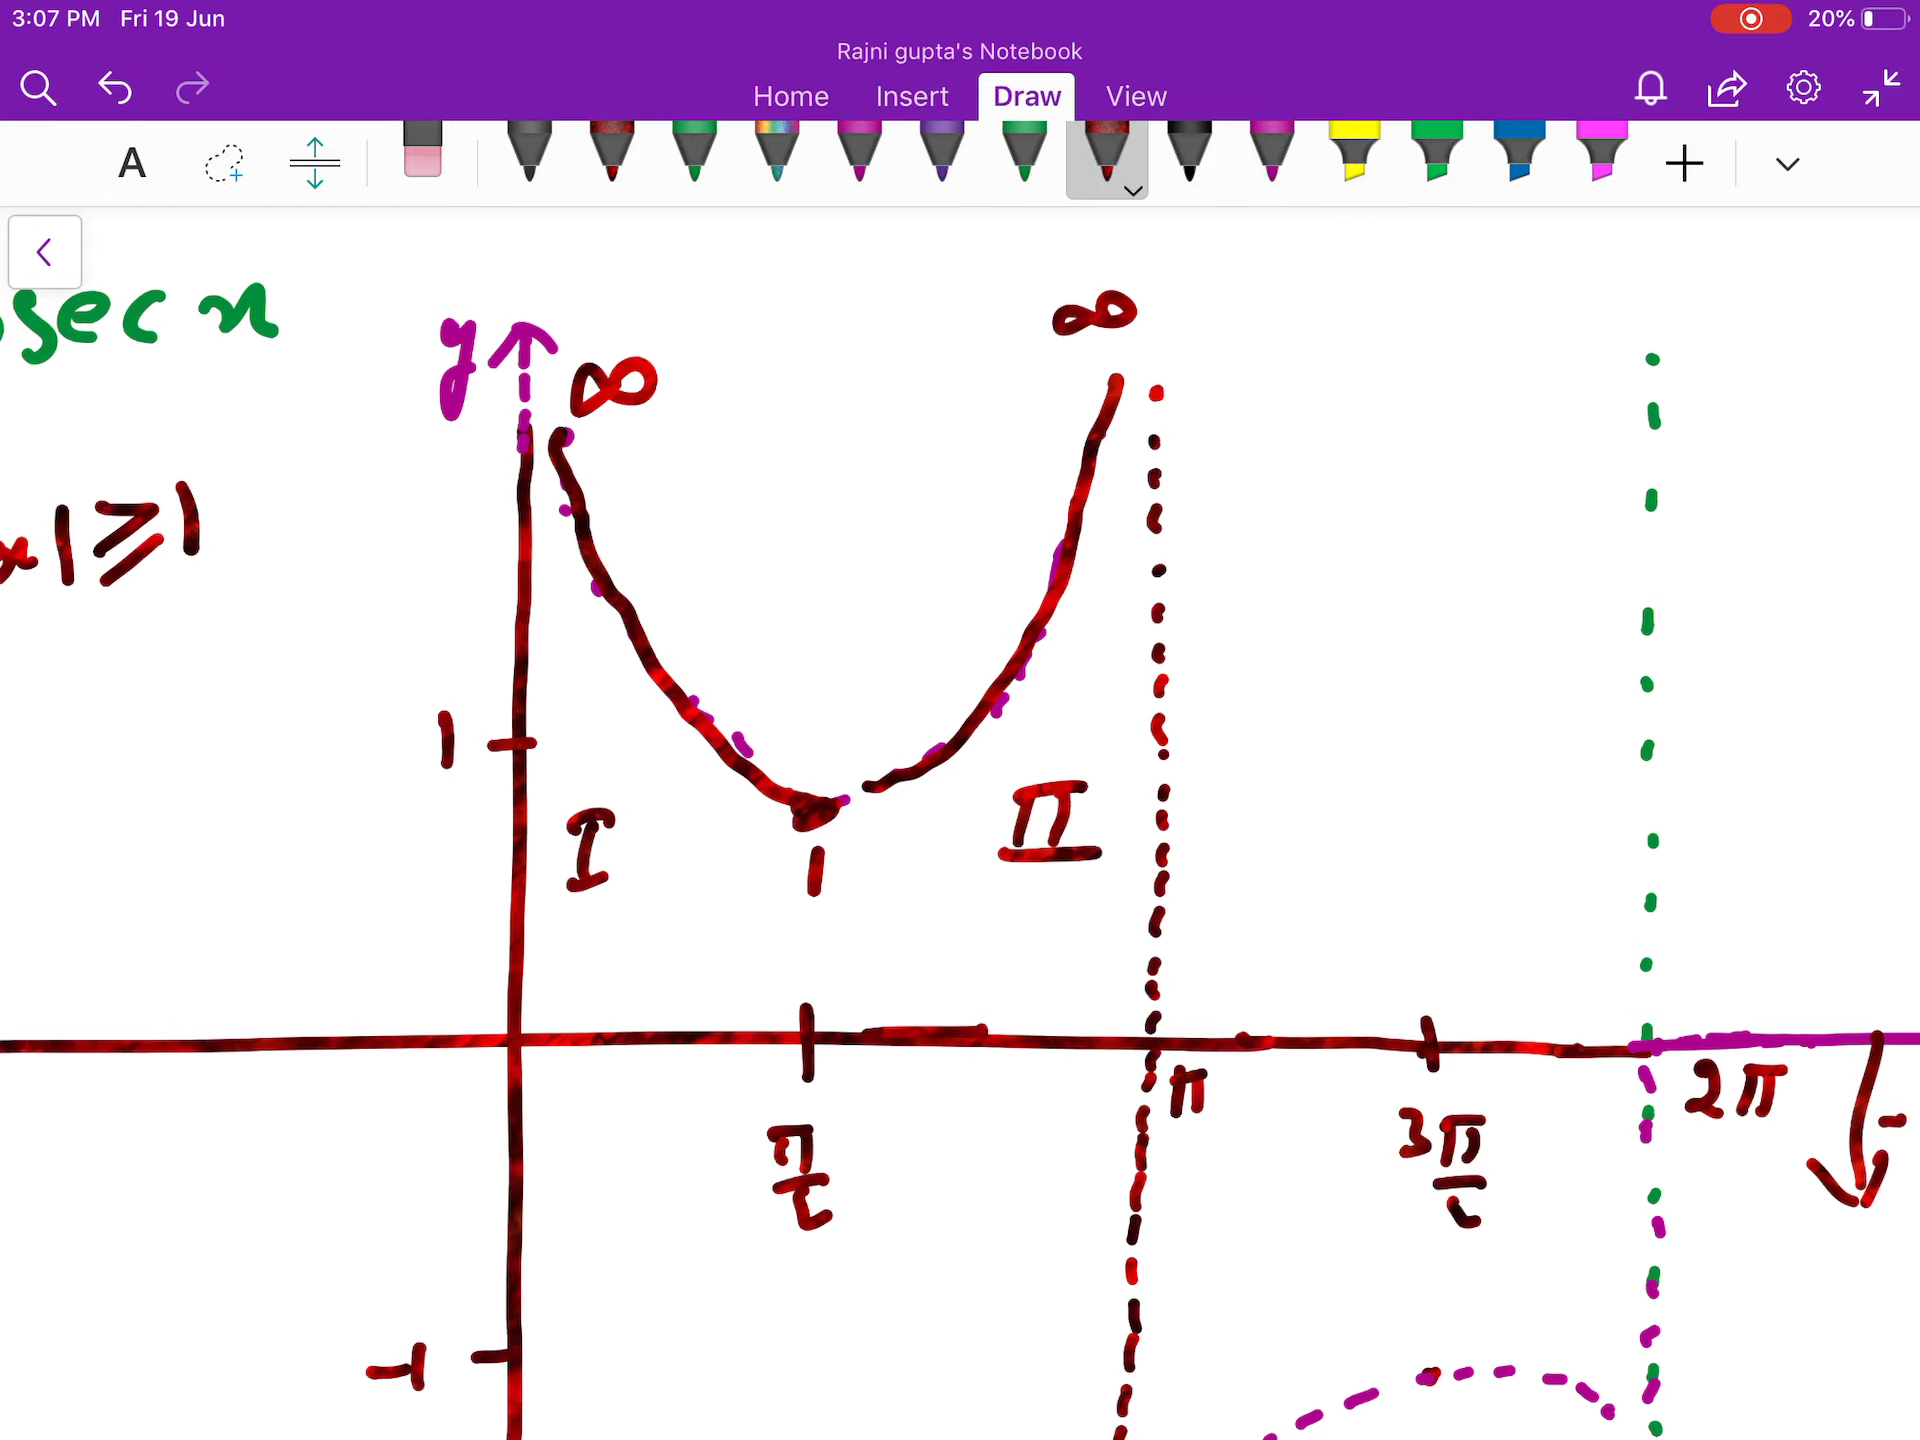 3:07 PM Fri 19 Jun 20%
Rajni gupta's Notebook
Home Insert Draw View
A
sec x
y ∞ ∞
x | ≥ 1
1
I II
1
π 2π
π/2 3π/2
-1